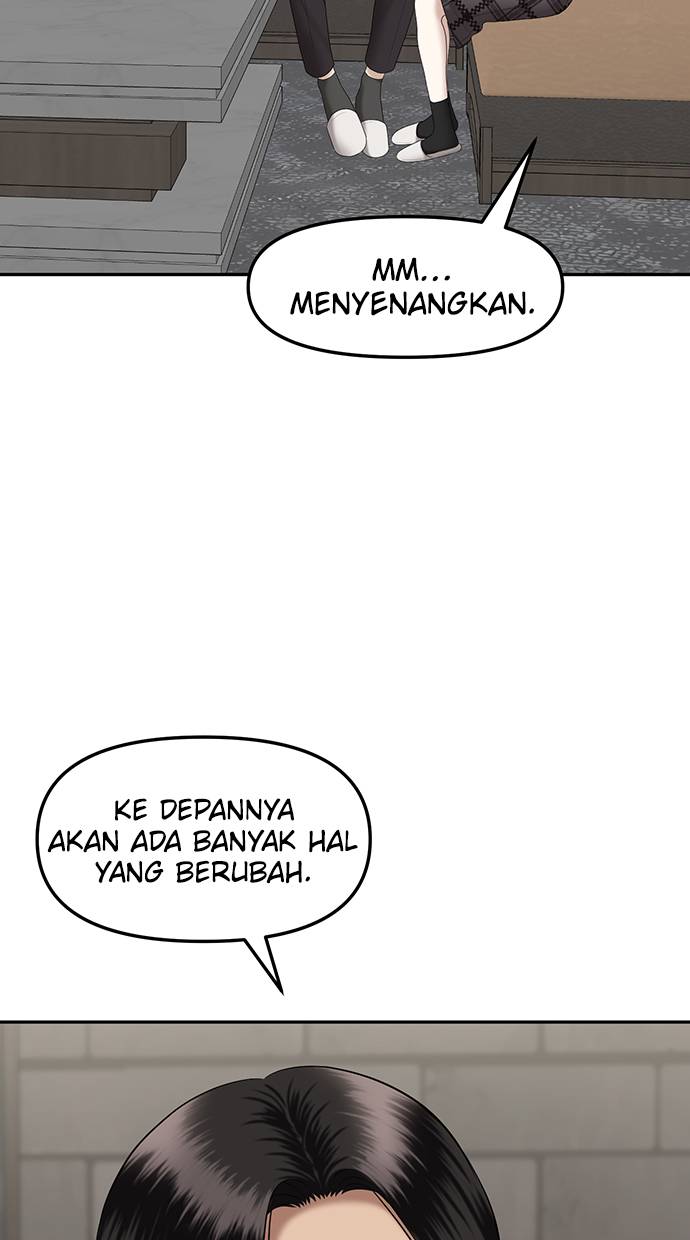 MM...
MENYENANGKAN.
KE DEPANNYA
AKAN ADA BANYAK HAL
YANG BERUBAH.